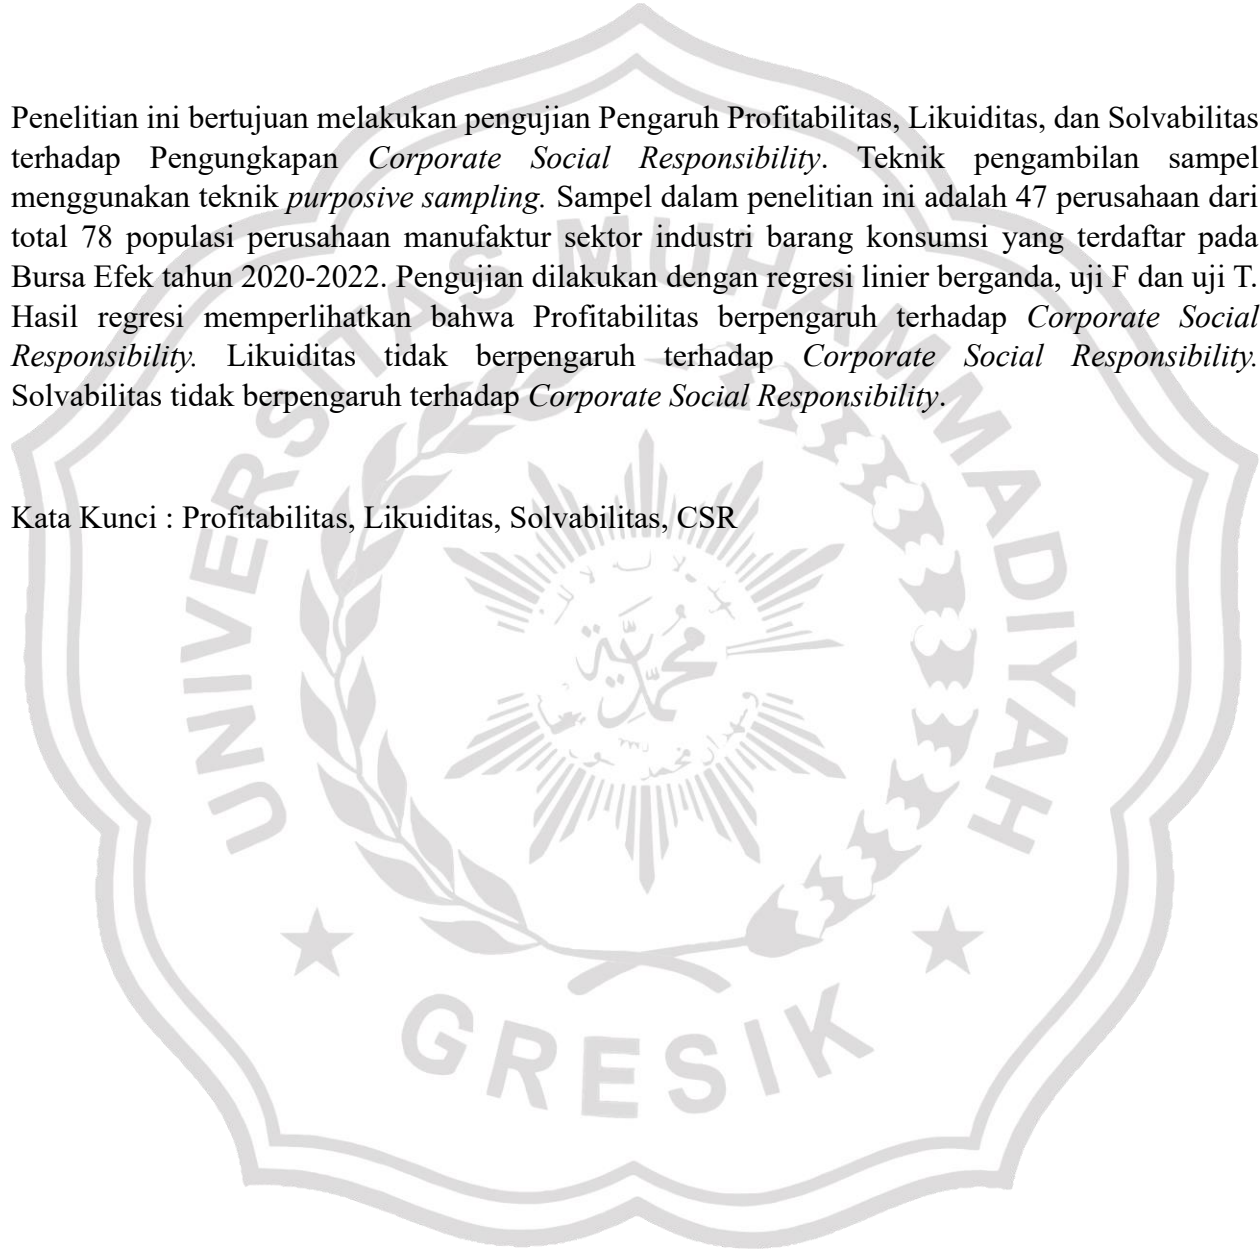 Penelitian ini bertujuan melakukan pengujian Pengaruh Profitabilitas, Likuiditas, dan Solvabilitas
terhadap Pengungkapan Corporate Social Responsibility. Teknik pengambilan sampel
menggunakan teknik purposive sampling. Sampel dalam penelitian ini adalah 47 perusahaan dari
total 78 populasi perusahaan manufaktur sektor industri barang konsumsi yang terdaftar pada
Bursa Efek tahun 2020-2022. Pengujian dilakukan dengan regresi linier berganda, uji F dan uji T.
Hasil regresi memperlihatkan bahwa Profitabilitas berpengaruh terhadap Corporate Social
Responsibility. Likuiditas tidak berpengaruh terhadap Corporate Social Responsibility.
Solvabilitas tidak berpengaruh terhadap Corporate Social Responsibility.
Kata Kunci : Profitabilitas, Likuiditas, Solvabilitas, CSR
UNIVERSITAS MUHAMMADIYAH
محمدية
GRESIK